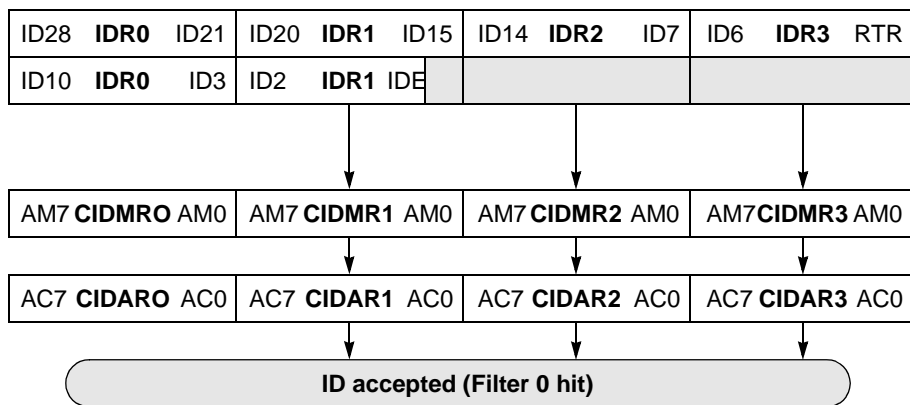 ID28 IDR0 ID21 ID20 IDR1 ID15 ID14 IDR2 ID7 ID6 IDR3 RTR
ID10 IDR0 ID3 ID2 IDR1 IDE
AM7 CIDMRO AM0 AM7 CIDMR1 AM0 AM7 CIDMR2 AM0 AM7 CIDMR3 AM0
AC7 CIDARO AC0 AC7 CIDAR1 AC0 AC7 CIDAR2 AC0 AC7 CIDAR3 AC0
ID accepted (Filter 0 hit)